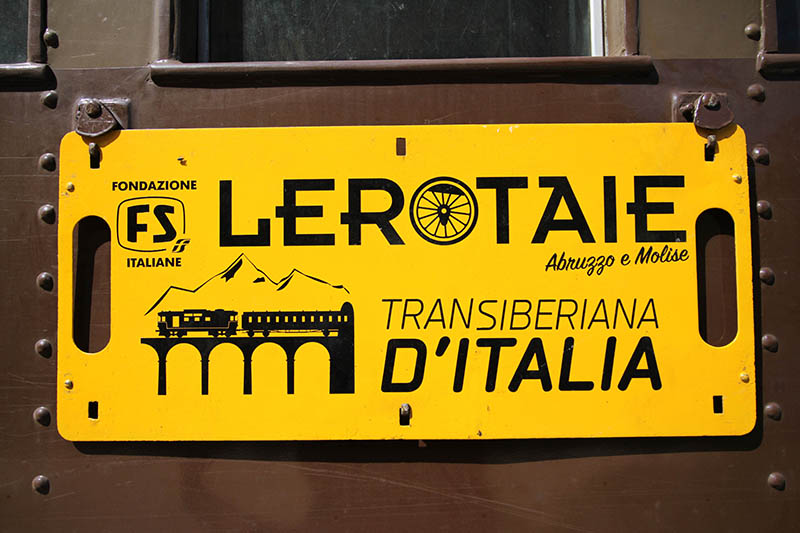 FONDAZIONE
FS
ITALIANE
LEROTAIE
Abruzzo e Molise
TRANSIBERIANA
D'ITALIA